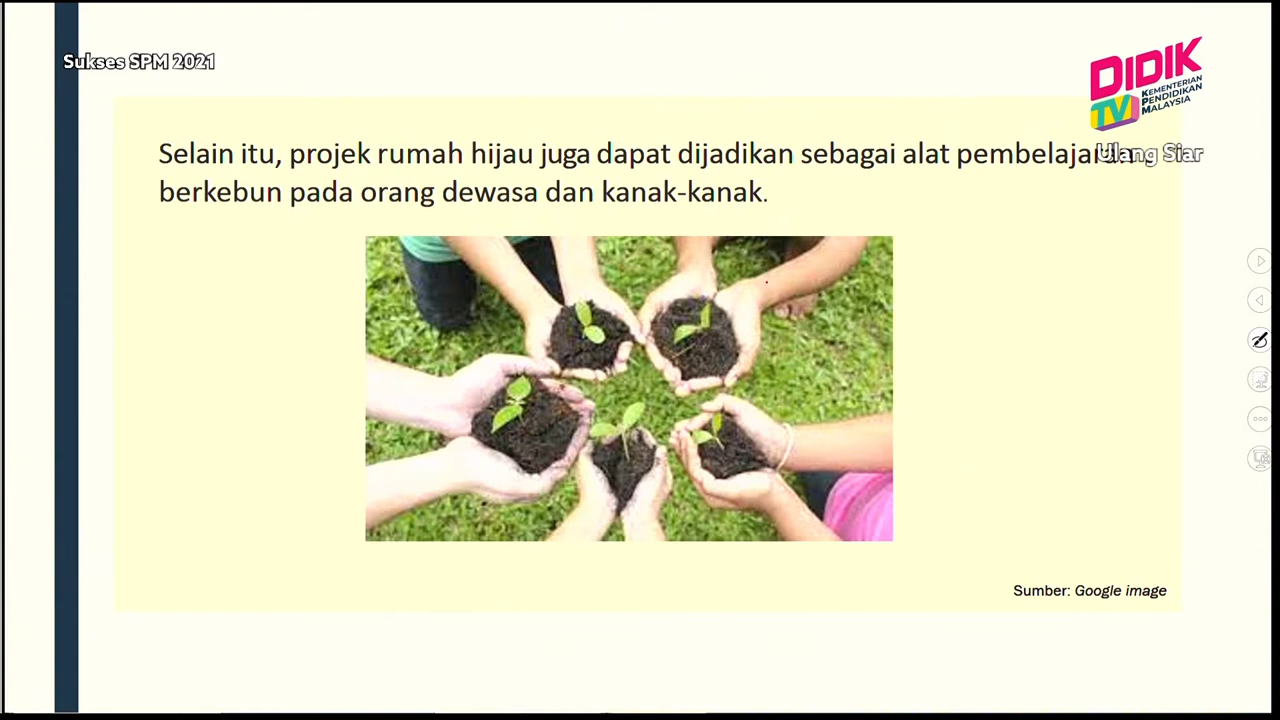 Sukses SPM 2021
DIDIK
TV
KEMENTERIAN
PENDIDIKAN
MALAYSIA
Ulang Siar
Selain itu, projek rumah hijau juga dapat dijadikan sebagai alat pembelajaran
berkebun pada orang dewasa dan kanak-kanak.
Sumber: Google image